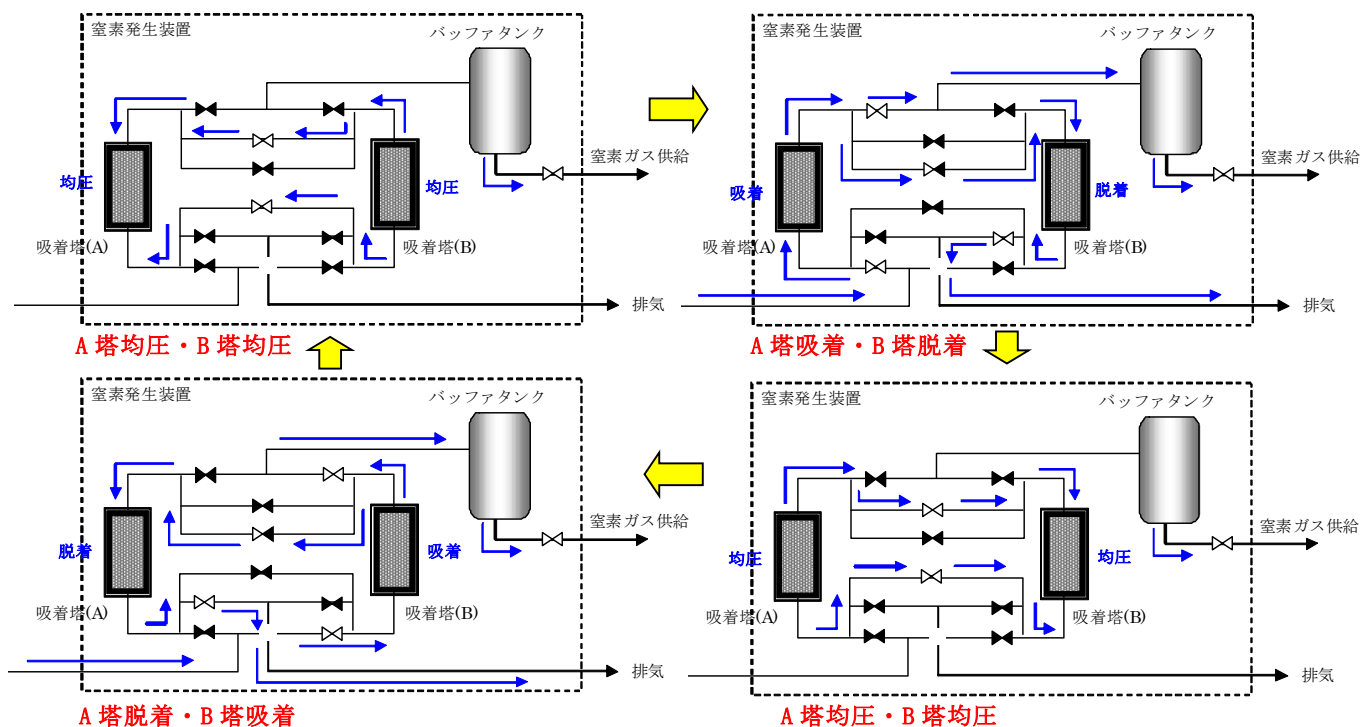 窒素発生装置
バッファタンク
均圧
均圧
窒素ガス供給
吸着塔(A)
吸着塔(B)
排気
A塔均圧・B塔均圧
窒素発生装置
バッファタンク
窒素ガス供給
吸着
脱着
吸着塔(A)
吸着塔(B)
排気
A塔吸着・B塔脱着
窒素発生装置
バッファタンク
窒素ガス供給
脱着
吸着
吸着塔(A)
吸着塔(B)
排気
A塔脱着・B塔吸着
窒素発生装置
バッファタンク
窒素ガス供給
均圧
均圧
吸着塔(A)
吸着塔(B)
排気
A塔均圧・B塔均圧